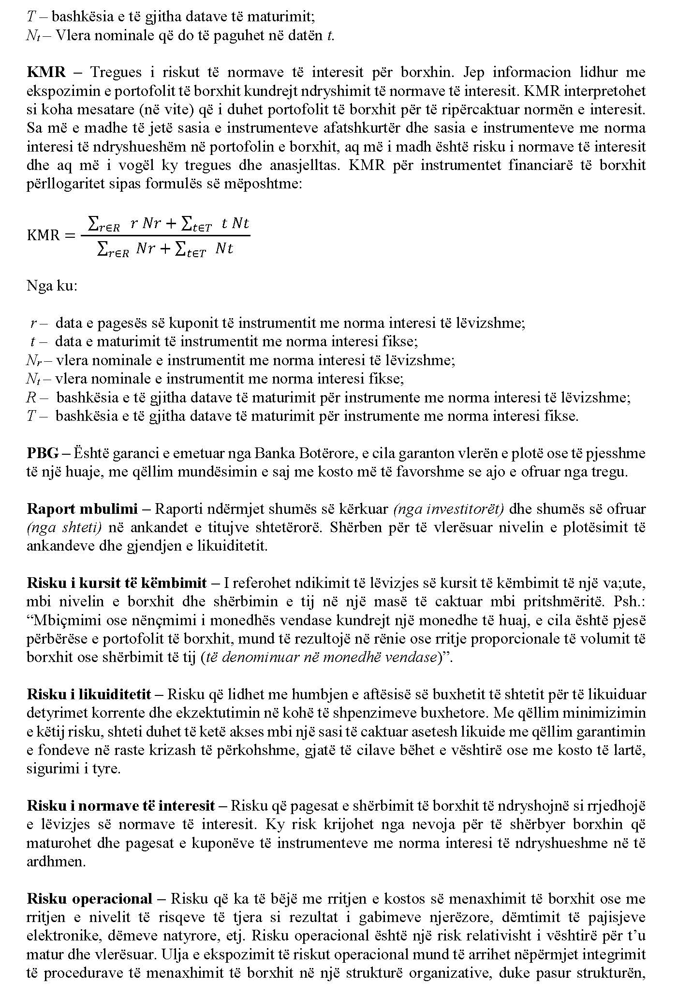 T – bashkësia e të gjitha datave të maturimit;
Nt – Vlera nominale që do të paguhet në datën t.
KMR – Tregues i riskut të normave të interesit për borxhin. Jep informacion lidhur me
ekspozimin e portofolit të borxhit kundrejt ndryshimit të normave të interesit. KMR interpretohet
si koha mesatare (në vite) që i duhet portofolit të borxhit për të ripërcaktuar normën e interesit.
Sa më e madhe të jetë sasia e instrumenteve afatshkurtër dhe sasia e instrumenteve me norma
interesi të ndryshueshëm në portofolin e borxhit, aq më i madh është risku i normave të interesit
dhe aq më i vogël ky tregues dhe anasjelltas. KMR për instrumentet financiarë të borxhit
përllogaritet sipas formulës së mëposhtme:
∑r∈R r Nr + ∑t∈T t Nt
KMR =
∑r∈R Nr + ∑t∈T Nt
Nga ku:
r – data e pagesës së kuponit të instrumentit me norma interesi të lëvizshme;
t – data e maturimit të instrumentit me norma interesi fikse;
Nr – vlera nominale e instrumentit me norma interesi të lëvizshme;
Nt – vlera nominale e instrumentit me norma interesi fikse;
R – bashkësia e të gjitha datave të maturimit për instrumente me norma interesi të lëvizshme;
T – bashkësia e të gjitha datave të maturimit për instrumente me norma interesi fikse.
PBG – Është garanci e emetuar nga Banka Botërore, e cila garanton vlerën e plotë ose të pjesshme
të një huaje, me qëllim mundësimin e saj me kosto më të favorshme se ajo e ofruar nga tregu.
Raport mbulimi – Raporti ndërmjet shumës së kërkuar (nga investitorët) dhe shumës së ofruar
(nga shteti) në ankandet e titujve shtetërorë. Shërben për të vlerësuar nivelin e plotësimit të
ankandeve dhe gjendjen e likuiditetit.
Risku i kursit të këmbimit – I referohet ndikimit të lëvizjes së kursit të këmbimit të një va;ute,
mbi nivelin e borxhit dhe shërbimin e tij në një masë të caktuar mbi pritshmëritë. Psh.:
“Mbiçmimi ose nënçmimi i monedhës vendase kundrejt një monedhe të huaj, e cila është pjesë
përbërëse e portofolit të borxhit, mund të rezultojë në rënie ose rritje proporcionale të volumit të
borxhit ose shërbimit të tij (të denominuar në monedhë vendase)”.
Risku i likuiditetit – Risku që lidhet me humbjen e aftësisë së buxhetit të shtetit për të likuiduar
detyrimet korrente dhe ekzektutimin në kohë të shpenzimeve buxhetore. Me qëllim minimizimin
e këtij risku, shteti duhet të ketë akses mbi një sasi të caktuar asetesh likuide me qëllim garantimin
e fondeve në raste krizash të përkohshme, gjatë të cilave bëhet e vështirë ose me kosto të lartë,
sigurimi i tyre.
Risku i normave të interesit – Risku që pagesat e shërbimit të borxhit të ndryshojnë si rrjedhojë
e lëvizjes së normave të interesit. Ky risk krijohet nga nevoja për të shërbyer borxhin që
maturohet dhe pagesat e kuponëve të instrumenteve me norma interesi të ndryshueshme në të
ardhmen.
Risku operacional – Risku që ka të bëjë me rritjen e kostos së menaxhimit të borxhit ose me
rritjen e nivelit të risqeve të tjera si rezultat i gabimeve njerëzore, dëmtimit të pajisjeve
elektronike, dëmeve natyrore, etj. Risku operacional është një risk relativisht i vështirë për t’u
matur dhe vlerësuar. Ulja e ekspozimit të riskut operacional mund të arrihet nëpërmjet integrimit
të procedurave të menaxhimit të borxhit në një strukturë organizative, duke pasur strukturën,